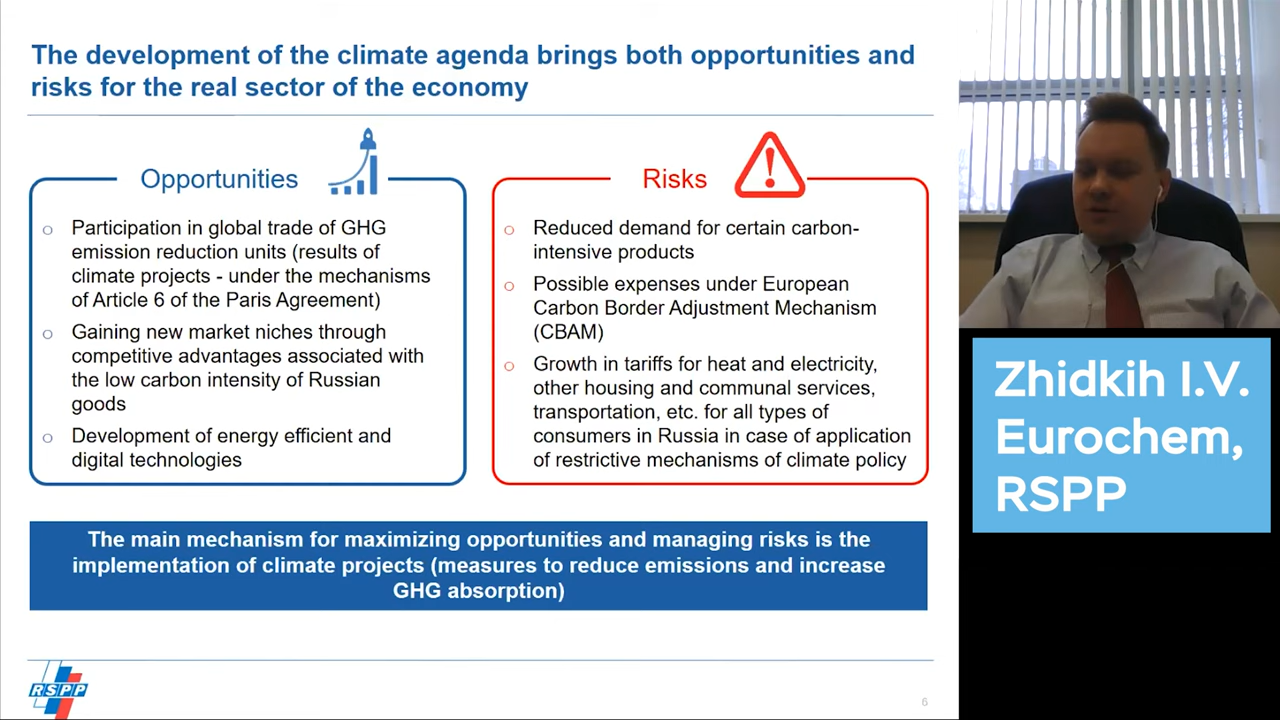 The development of the climate agenda brings both opportunities and
risks for the real sector of the economy
Opportunities
o Participation in global trade of GHG
emission reduction units (results of
climate projects - under the mechanisms
of Article 6 of the Paris Agreement)
o Gaining new market niches through
competitive advantages associated with
the low carbon intensity of Russian
goods
o Development of energy efficient and
digital technologies
Risks
o Reduced demand for certain carbon-
intensive products
o Possible expenses under European
Carbon Border Adjustment Mechanism
(CBAM)
o Growth in tariffs for heat and electricity,
other housing and communal services,
transportation, etc. for all types of
consumers in Russia in case of application
of restrictive mechanisms of climate policy
The main mechanism for maximizing opportunities and managing risks is the
implementation of climate projects (measures to reduce emissions and increase
GHG absorption)
RSPP
6
Zhidkih I.V.
Eurochem,
RSPP